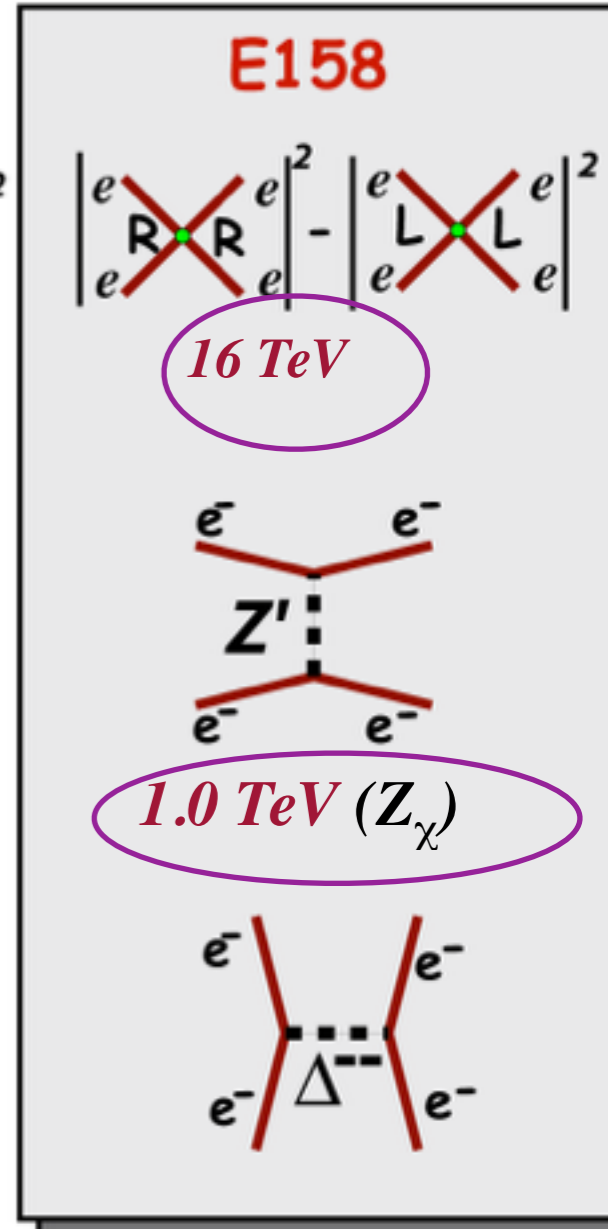 E158
| e R R e e e |² - | e L L e e e |²
16 TeV
e⁻ e⁻
Z'
e⁻ e⁻
1.0 TeV (Zχ)
e⁻ e⁻
Δ⁻⁻
e⁻ e⁻